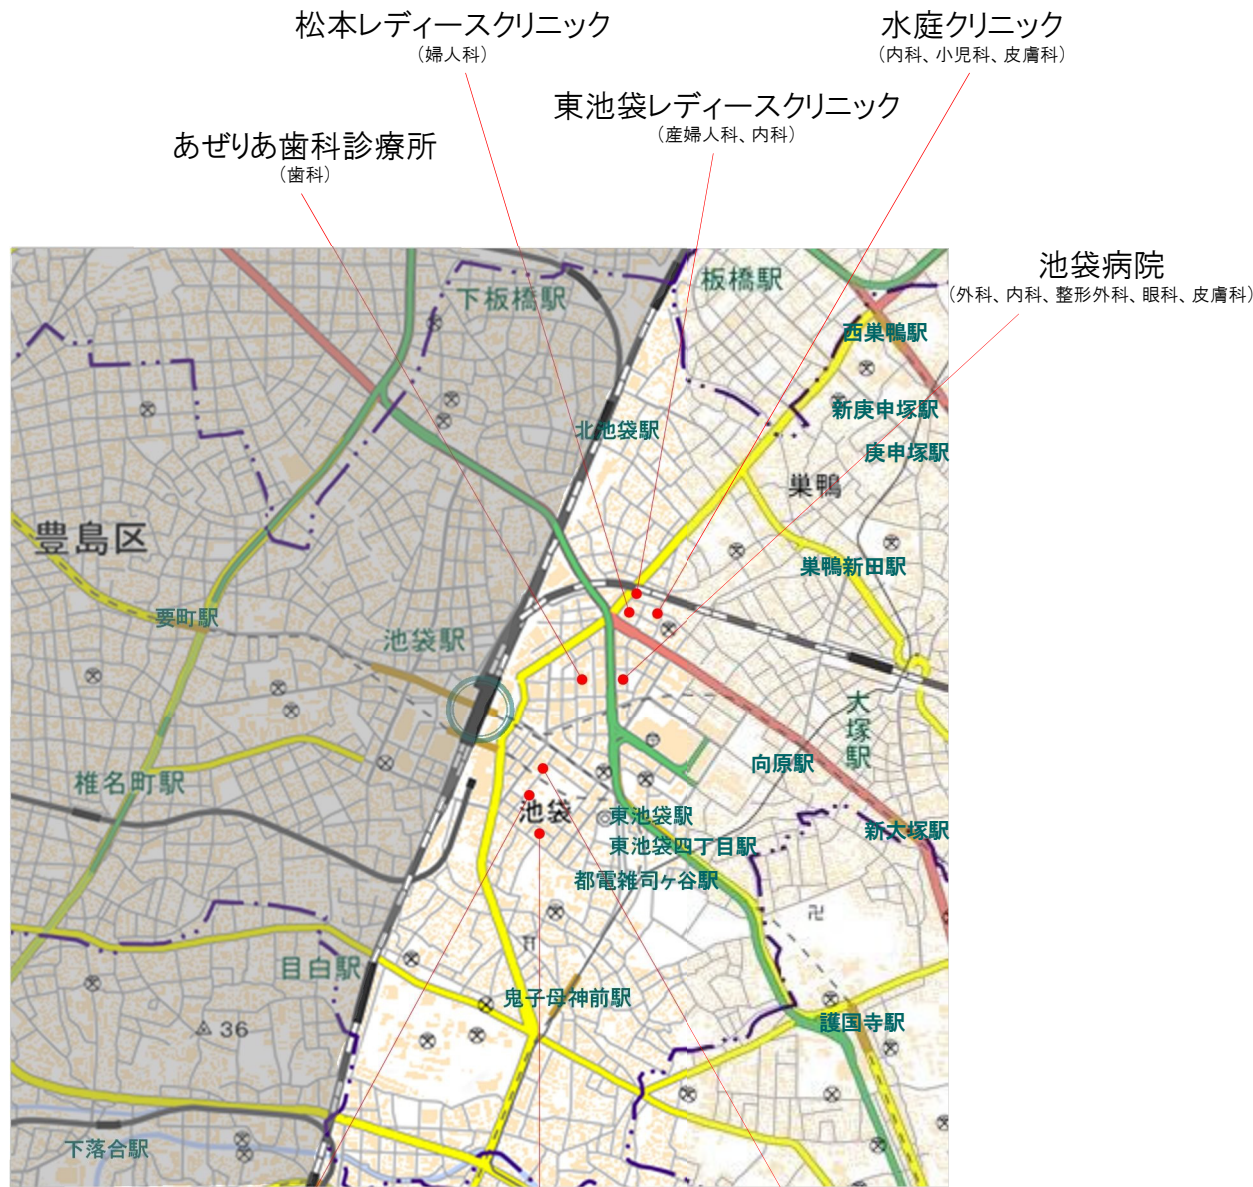 松本レディースクリニック
（婦人科）
水庭クリニック
（内科、小児科、皮膚科）
東池袋レディースクリニック
（産婦人科、内科）
あぜりあ歯科診療所
（歯科）
池袋病院
（外科、内科、整形外科、眼科、皮膚科）
下板橋駅
板橋駅
西巣鴨駅
新庚申塚駅
北池袋駅
庚申塚駅
巣鴨
豊島区
巣鴨新田駅
要町駅
池袋駅
大塚駅
向原駅
椎名町駅
池袋
東池袋駅
新大塚駅
東池袋四丁目駅
都電雑司ヶ谷駅
目白駅
鬼子母神前駅
護国寺駅
36
下落合駅